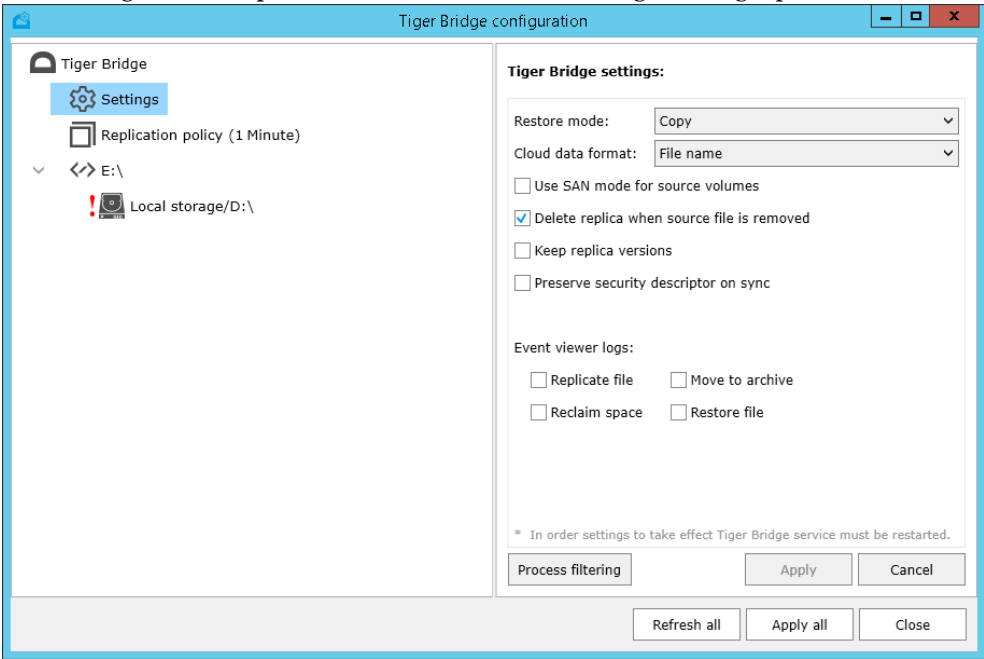 Tiger Bridge configuration
Tiger Bridge
Settings
Replication policy (1 Minute)
E:\
Local storage/D:\
Tiger Bridge settings:
Restore mode: Copy
Cloud data format: File name
Use SAN mode for source volumes
Delete replica when source file is removed
Keep replica versions
Preserve security descriptor on sync
Event viewer logs:
Replicate file Move to archive
Reclaim space Restore file
* In order settings to take effect Tiger Bridge service must be restarted.
Process filtering Apply Cancel
Refresh all Apply all Close